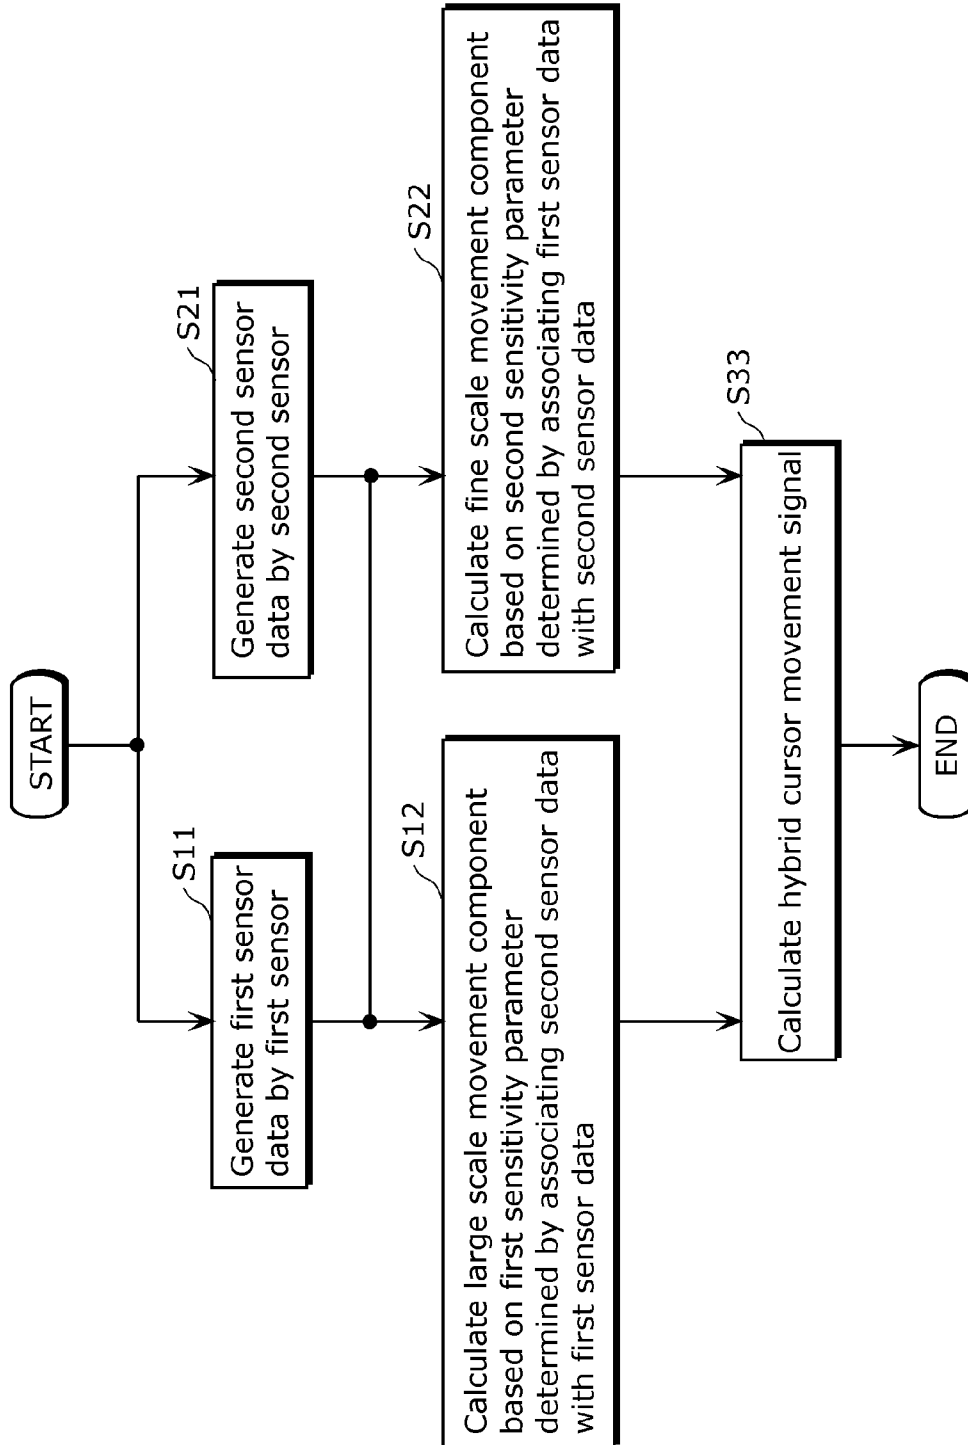 START
S11
Generate first sensor
data by first sensor
S21
Generate second sensor
data by second sensor
S12
Calculate large scale movement component
based on first sensitivity parameter
determined by associating second sensor data
with first sensor data
S22
Calculate fine scale movement component
based on second sensitivity parameter
determined by associating first sensor data
with second sensor data
S33
Calculate hybrid cursor movement signal
END